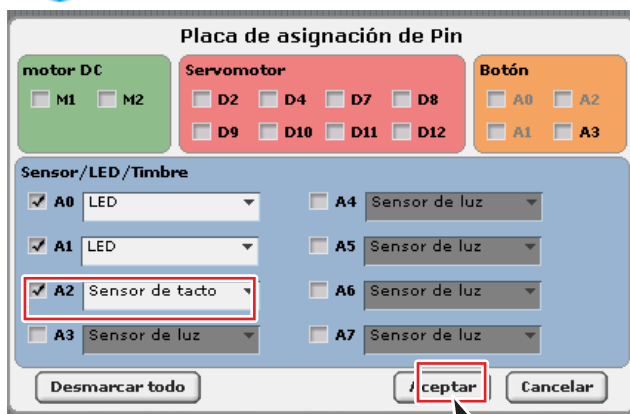 Placa de asignación de Pin
motor DC
M1 M2
Servomotor
D2 D4 D7 D8
D9 D10 D11 D12
Botón
A0 A2
A1 A3
Sensor/LED/Timbre
A0 LED
A1 LED
A2 Sensor de tacto
A3 Sensor de luz
A4 Sensor de luz
A5 Sensor de luz
A6 Sensor de luz
A7 Sensor de luz
Desmarcar todo Aceptar Cancelar